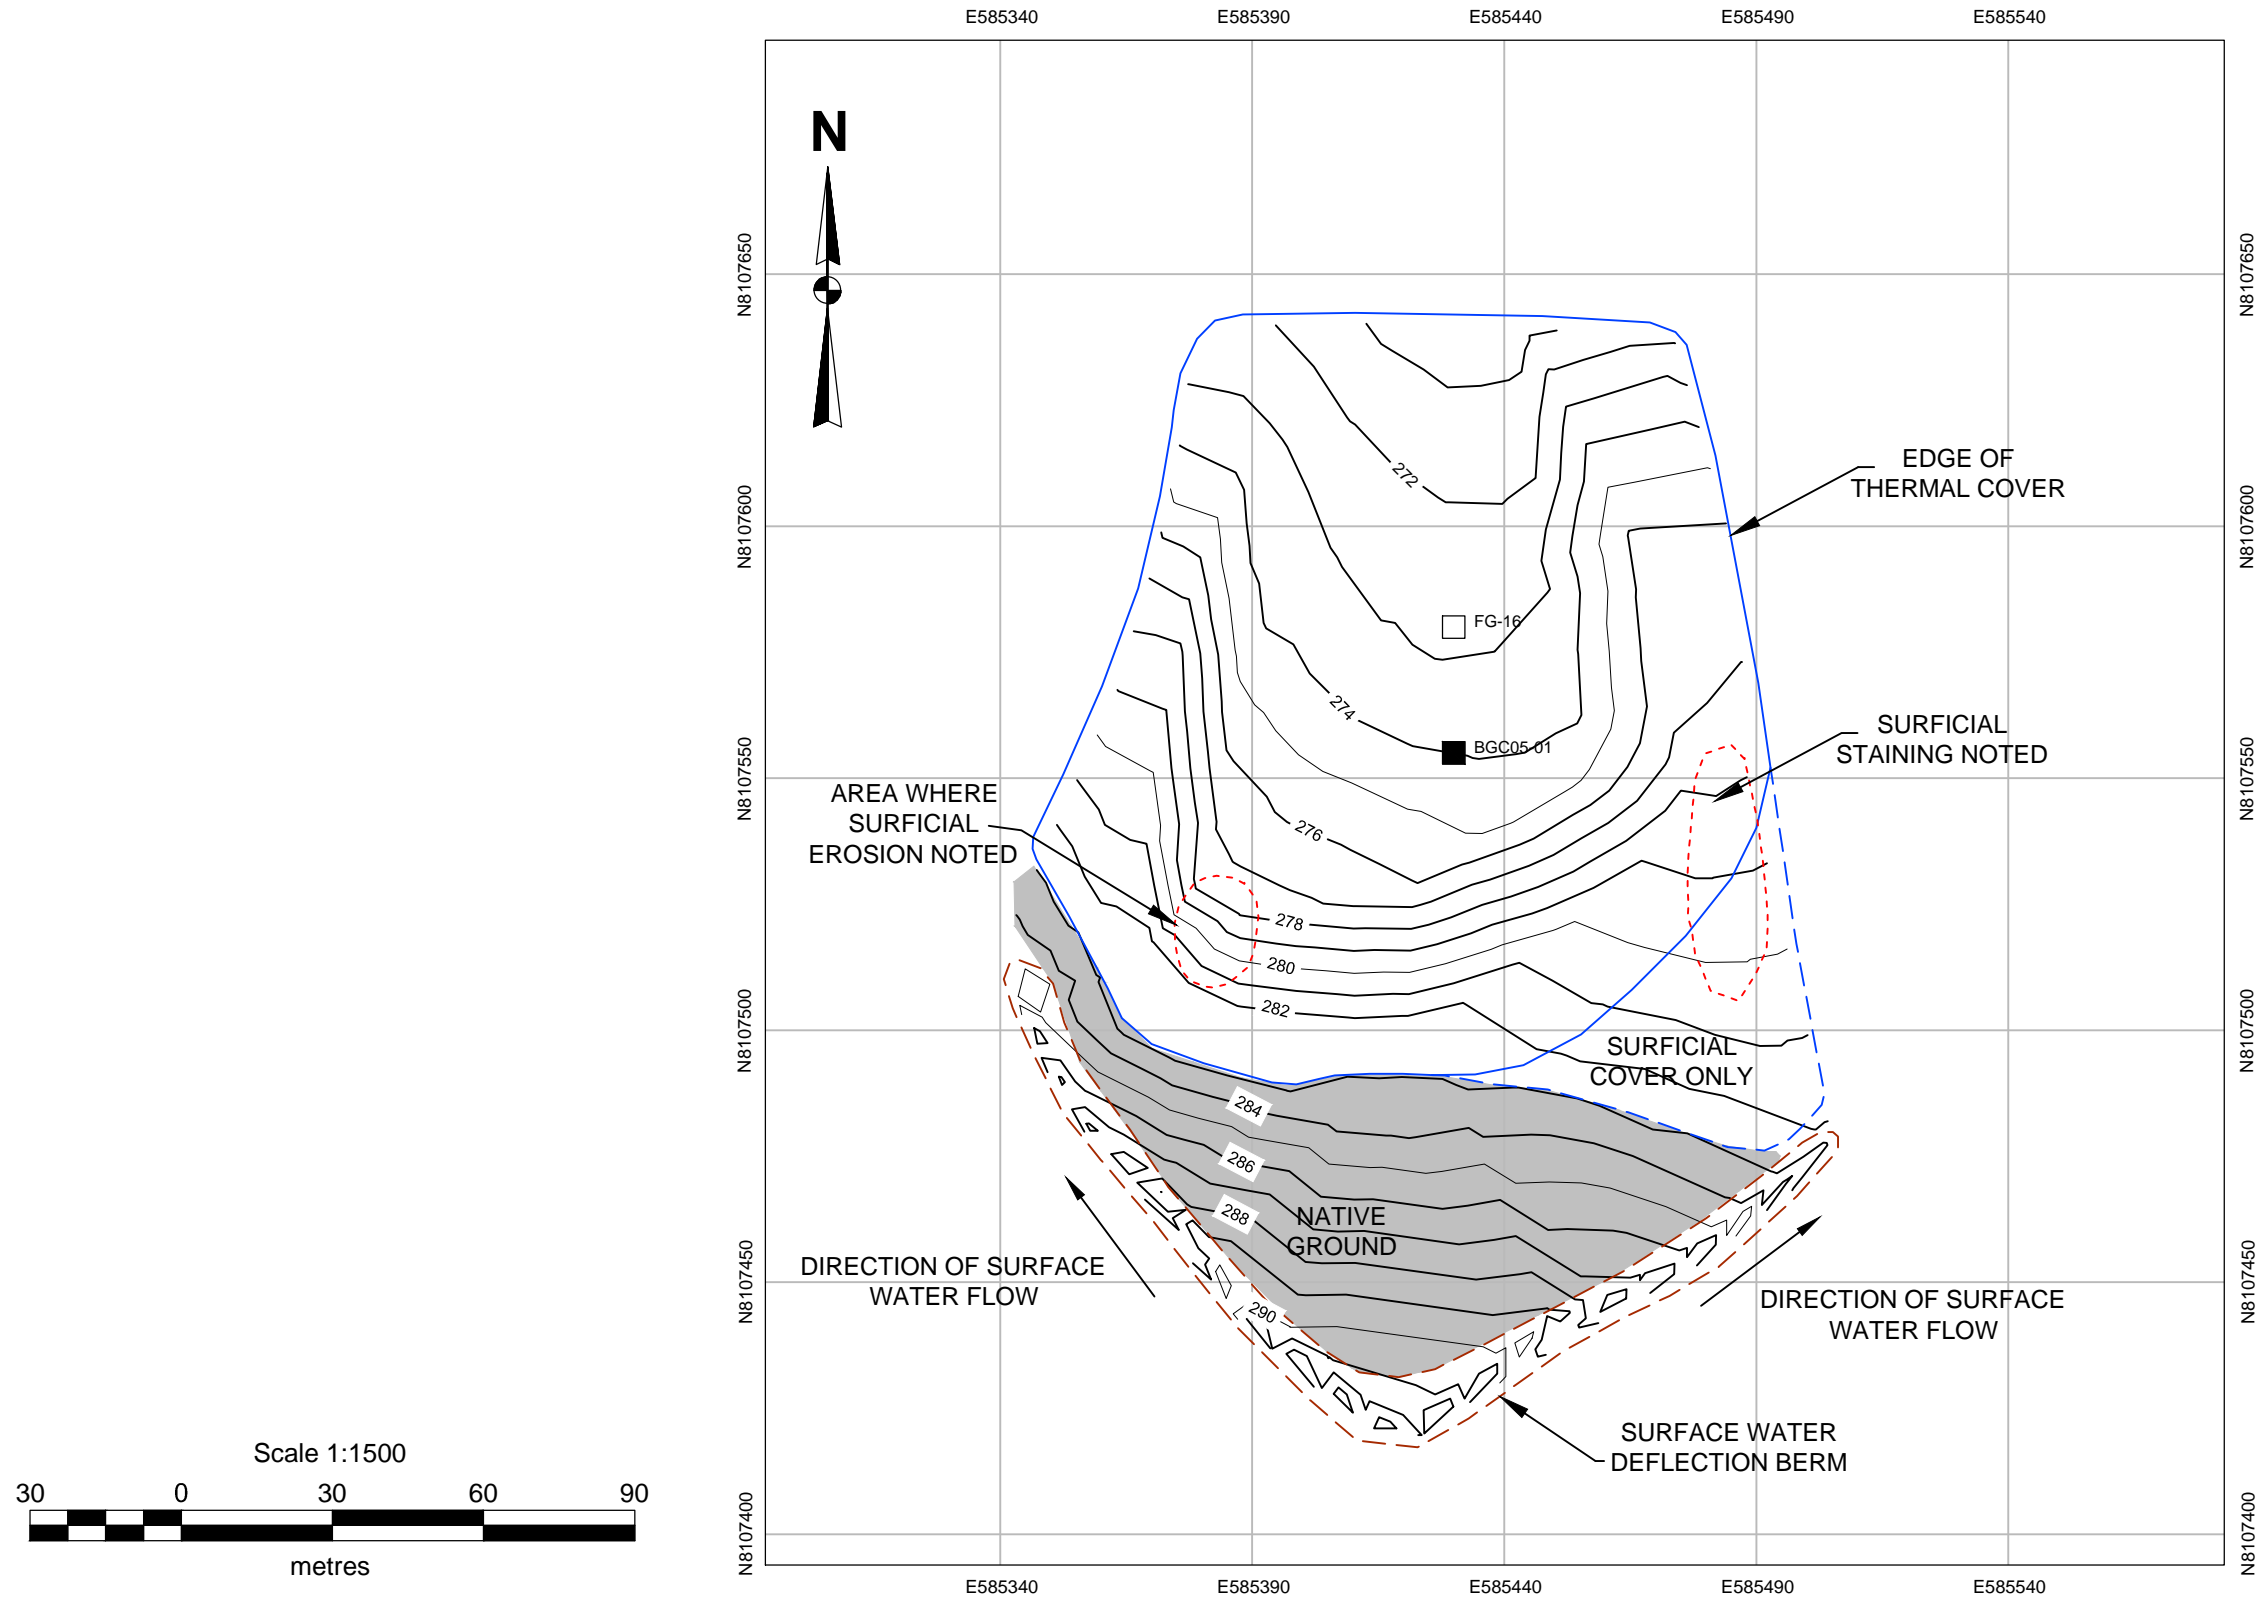 E585340
E585390
E585440
E585490
E585540
N
N8107650
N8107650
EDGE OF
THERMAL COVER
272
N8107600
N8107600
FG-16
274
SURFICIAL
STAINING NOTED
BGC05-01
N8107550
N8107550
AREA WHERE
SURFICIAL
EROSION NOTED
276
278
280
282
N8107500
N8107500
SURFICIAL
COVER ONLY
284
286
288
NATIVE
GROUND
DIRECTION OF SURFACE
WATER FLOW
N8107450
N8107450
290
DIRECTION OF SURFACE
WATER FLOW
SURFACE WATER
DEFLECTION BERM
Scale 1:1500
30 0 30 60 90
metres
N8107400
N8107400
E585340
E585390
E585440
E585490
E585540